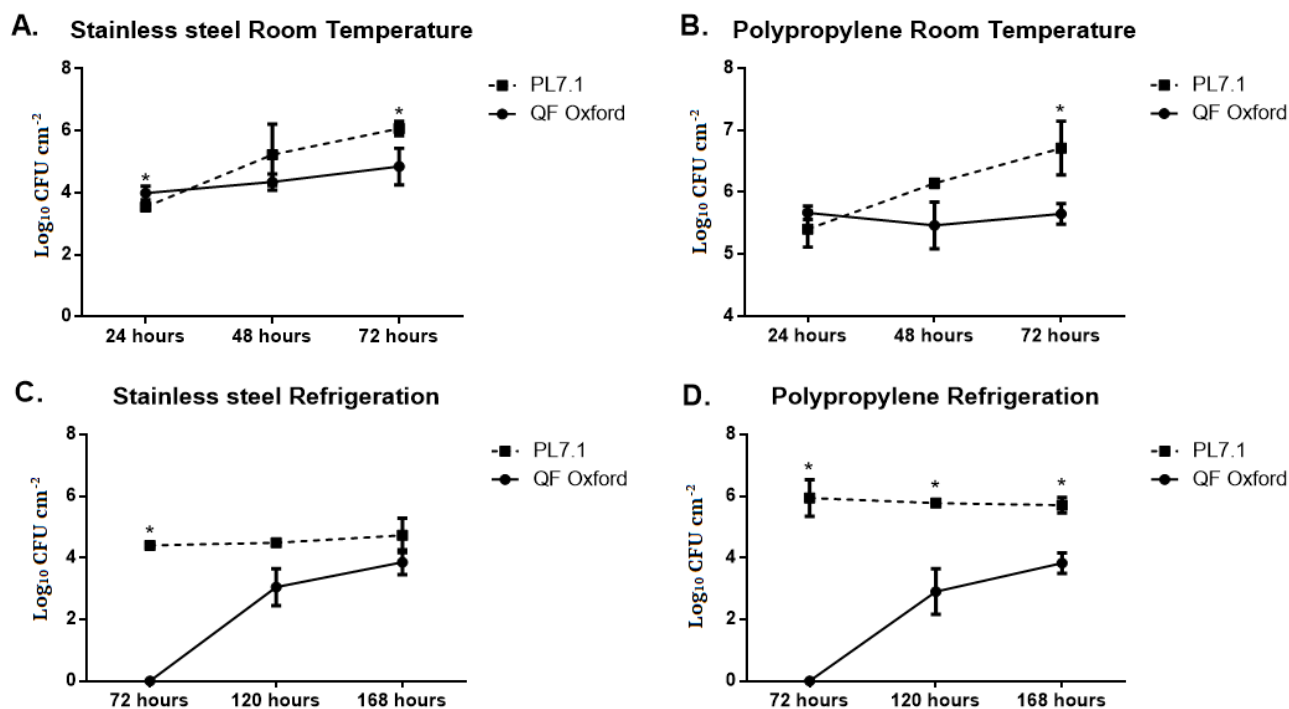 A. Stainless steel Room Temperature
Log₁₀ CFU cm⁻²
8
6
4
2
0
*
*
24 hours 48 hours 72 hours
PL7.1
QF Oxford
B. Polypropylene Room Temperature
Log₁₀ CFU cm⁻²
8
7
6
5
4
*
24 hours 48 hours 72 hours
PL7.1
QF Oxford
C. Stainless steel Refrigeration
Log₁₀ CFU cm⁻²
8
6
4
2
0
*
72 hours 120 hours 168 hours
PL7.1
QF Oxford
D. Polypropylene Refrigeration
Log₁₀ CFU cm⁻²
8
6
4
2
0
* * *
72 hours 120 hours 168 hours
PL7.1
QF Oxford